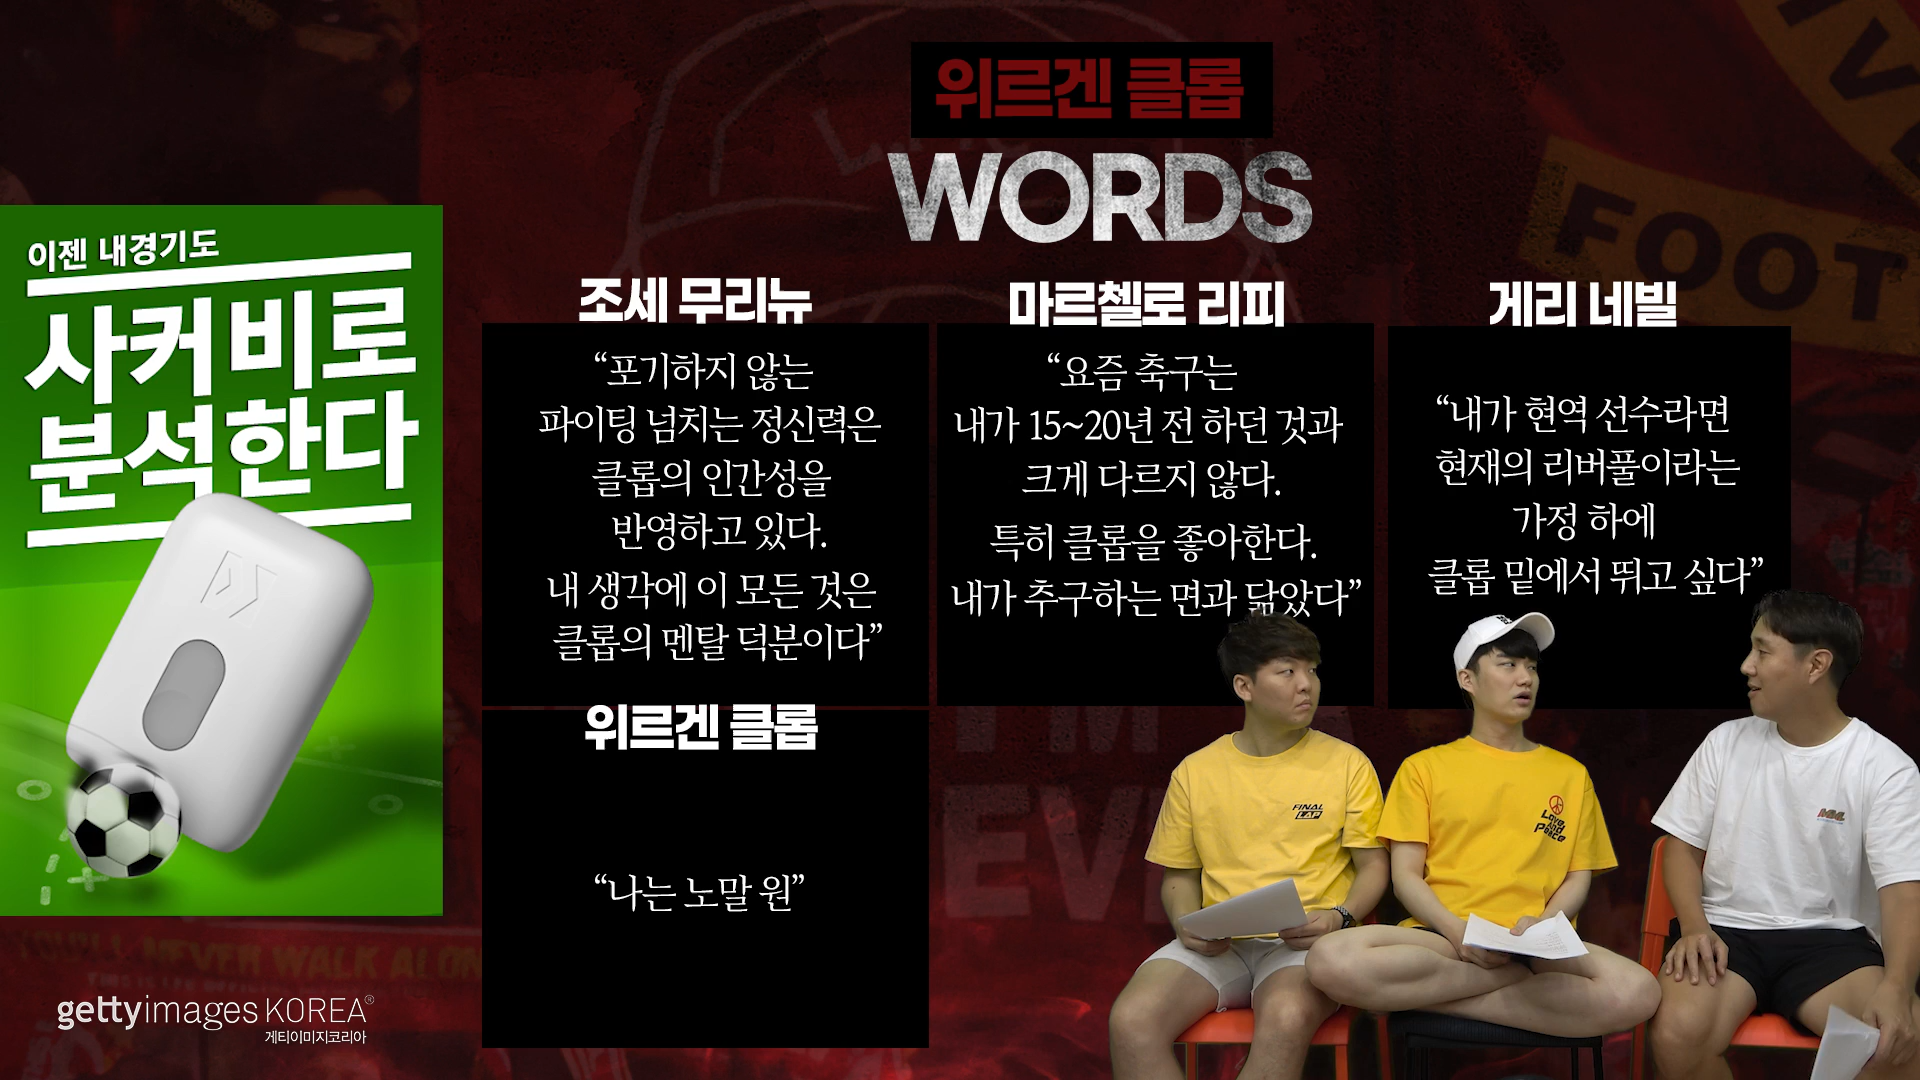 위르겐 클롭
WORDS
이젠 내경기도
사커비로
분석한다
조세 무리뉴
“포기하지 않는
파이팅 넘치는 정신력은
클롭의 인간성을
반영하고 있다.
내 생각에 이 모든 것은
클롭의 멘탈 덕분이다”
마르첼로 리피
“요즘 축구는
내가 15~20년 전 하던 것과
크게 다르지 않다.
특히 클롭을 좋아한다.
내가 추구하는 면과 닮았다”
게리 네빌
“내가 현역 선수라면
현재의 리버풀이라는
가정 하에
클롭 밑에서 뛰고 싶다”
위르겐 클롭
“나는 노말 원”
FINAL
LAP
Love
and
Peace
FOOT
I'M
NEVER WALK ALON
gettyimages KOREA®
게티이미지코리아